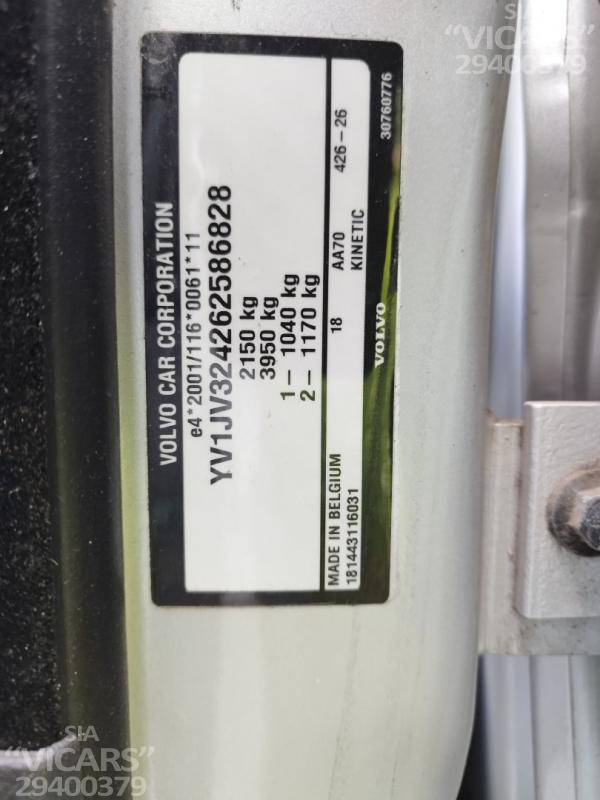 SIA
"VICARS"
29400379
VOLVO CAR CORPORATION
e4*2001/116*0061*11
YV1JV324262586828
2150 kg
3950 kg
1– 1040 kg
2– 1170 kg
MADE IN BELGIUM 18 AA70 426–26
181443116031 KINETIC
VOLVO 30760776
SIA
"VICARS"
29400379